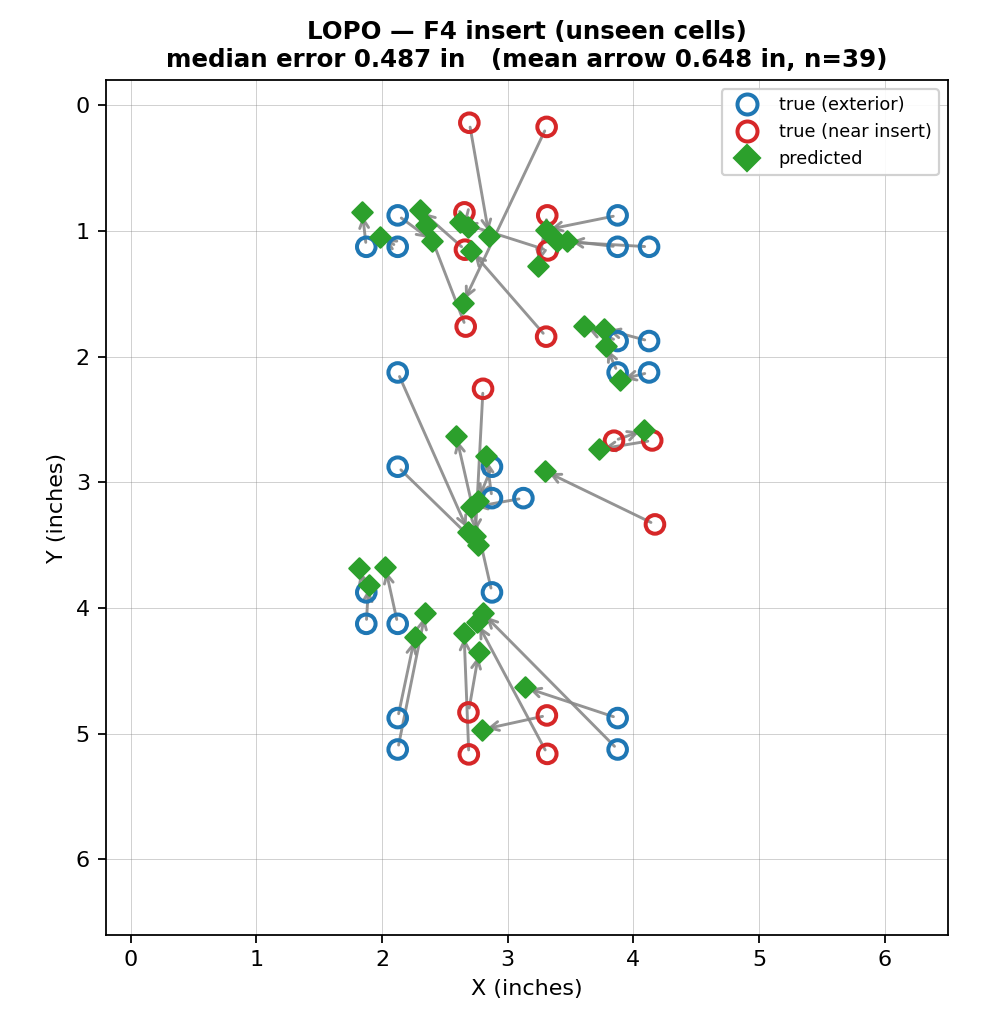 LOPO — F4 insert (unseen cells)
median error 0.487 in   (mean arrow 0.648 in, n=39)
true (exterior)
true (near insert)
predicted
0
1
2
3
4
5
6
Y (inches)
0 1 2 3 4 5 6
X (inches)